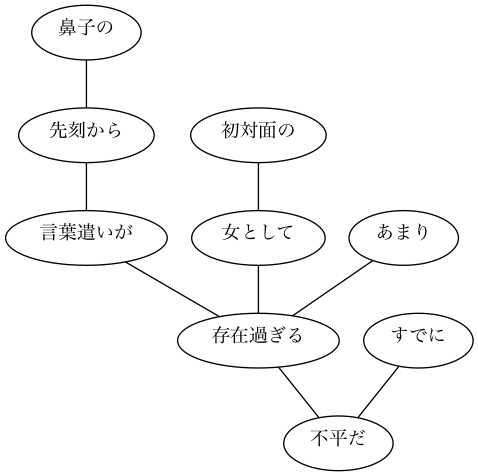 鼻子の
先刻から
初対面の
言葉遣いが
女として
あまり
存在過ぎる
すでに
不平だ